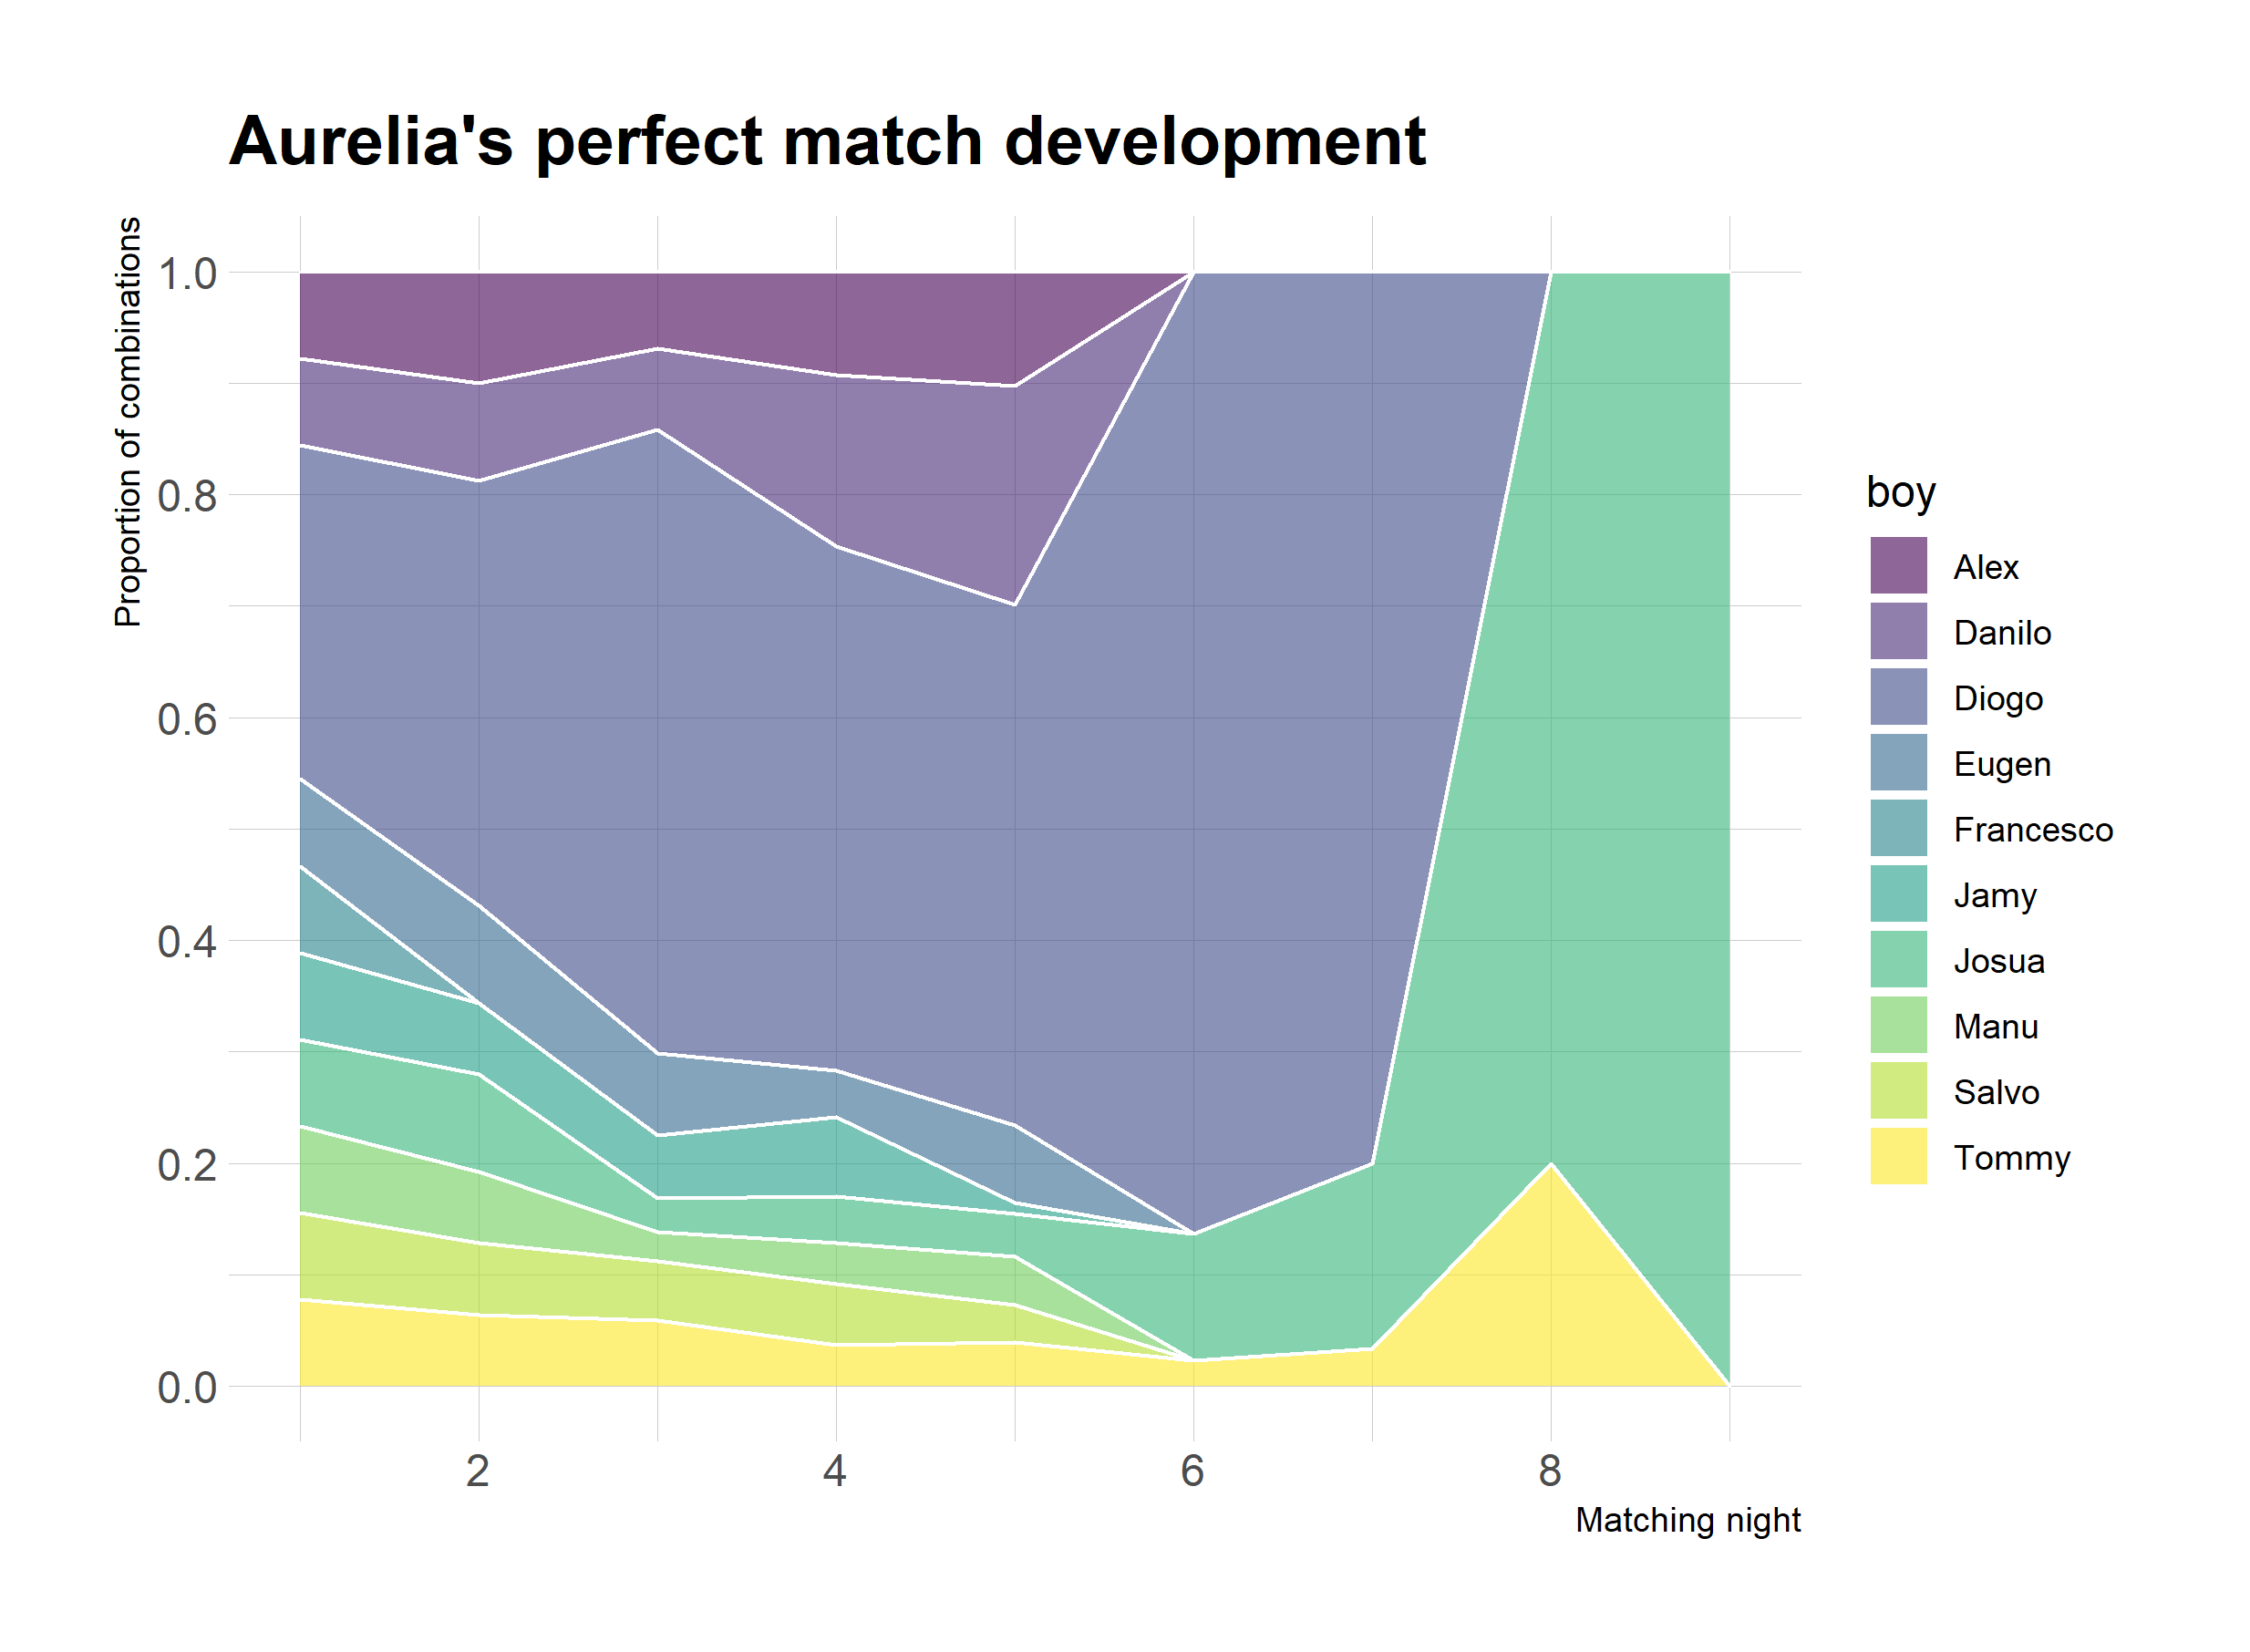 Aurelia's perfect match development
Proportion of combinations
1.0
0.8
0.6
0.4
0.2
0.0
2
4
6
8
Matching night
boy
Alex
Danilo
Diogo
Eugen
Francesco
Jamy
Josua
Manu
Salvo
Tommy